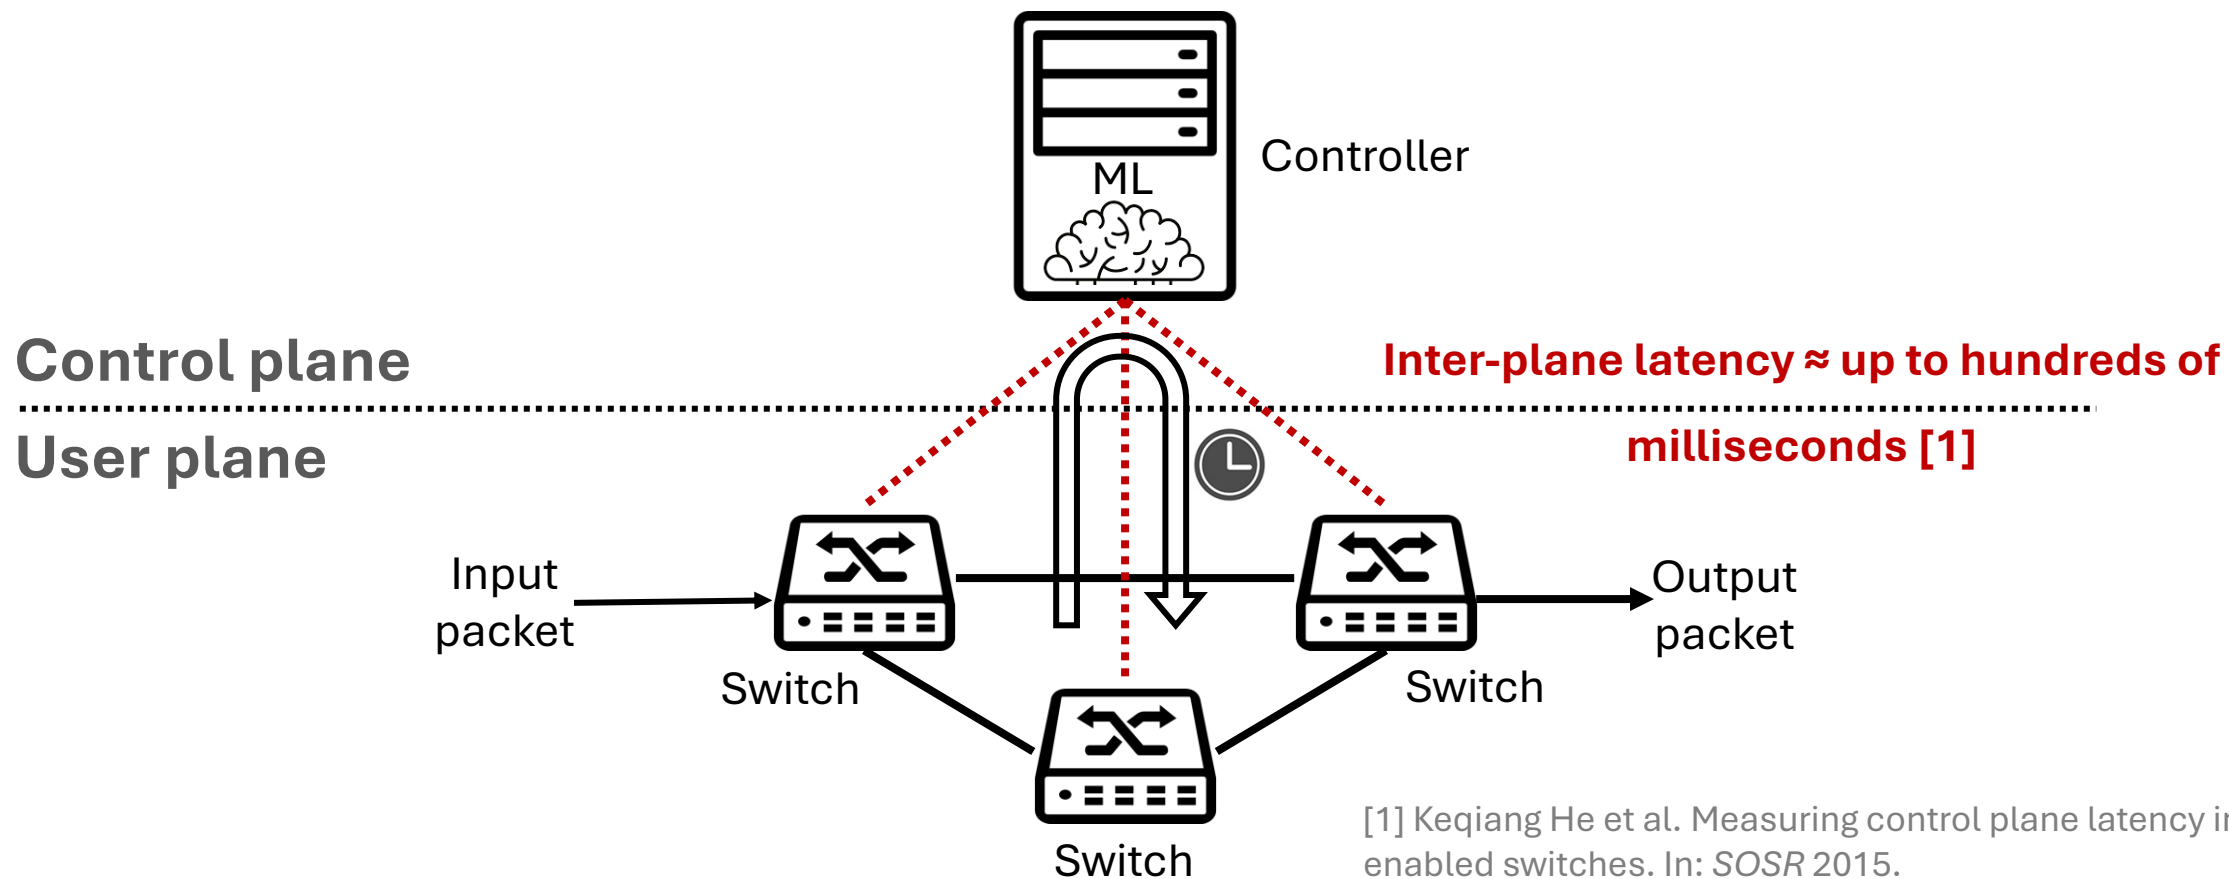 ML
Controller
Control plane
Inter-plane latency ≈ up to hundreds of
milliseconds [1]
User plane
Input
packet
Output
packet
Switch
Switch
Switch
[1] Keqiang He et al. Measuring control plane latency
enabled switches. In: SOSR 2015.